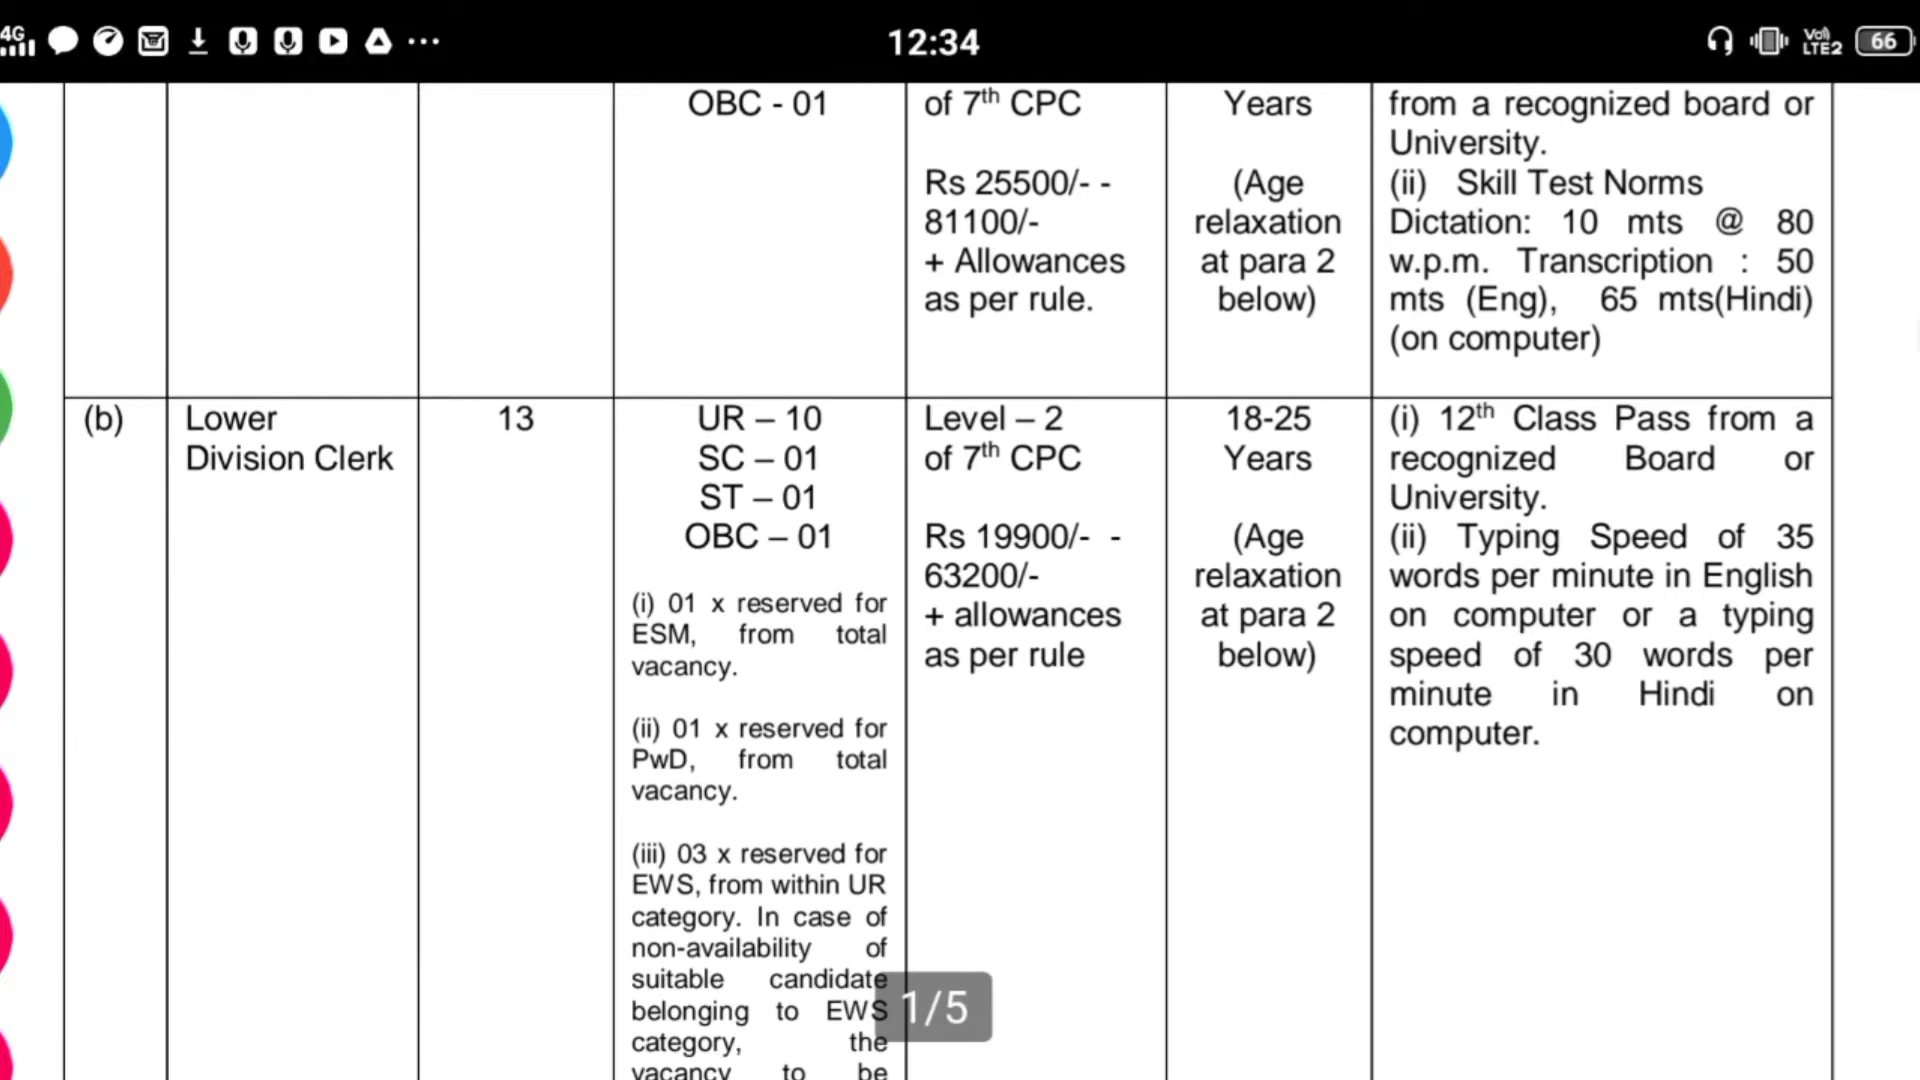 4G
12:34
Vo)
LTE2
66
OBC - 01
of 7th CPC
Rs 25500/- -
81100/-
+ Allowances
as per rule.
Years
(Age
relaxation
at para 2
below)
from a recognized board or
University.
(ii) Skill Test Norms
Dictation: 10 mts @ 80
w.p.m. Transcription : 50
mts (Eng), 65 mts(Hindi)
(on computer)
(b)
Lower
Division Clerk
13
UR – 10
SC – 01
ST – 01
OBC – 01
(i) 01 x reserved for
ESM, from total
vacancy.
(ii) 01 x reserved for
PwD, from total
vacancy.
(iii) 03 x reserved for
EWS, from within UR
category. In case of
non-availability of
suitable candidate
belonging to EWS
category, the
vacancy to be
Level – 2
of 7th CPC
Rs 19900/- -
63200/-
+ allowances
as per rule
18-25
Years
(Age
relaxation
at para 2
below)
(i) 12th Class Pass from a
recognized Board or
University.
(ii) Typing Speed of 35
words per minute in English
on computer or a typing
speed of 30 words per
minute in Hindi on
computer.
1/5